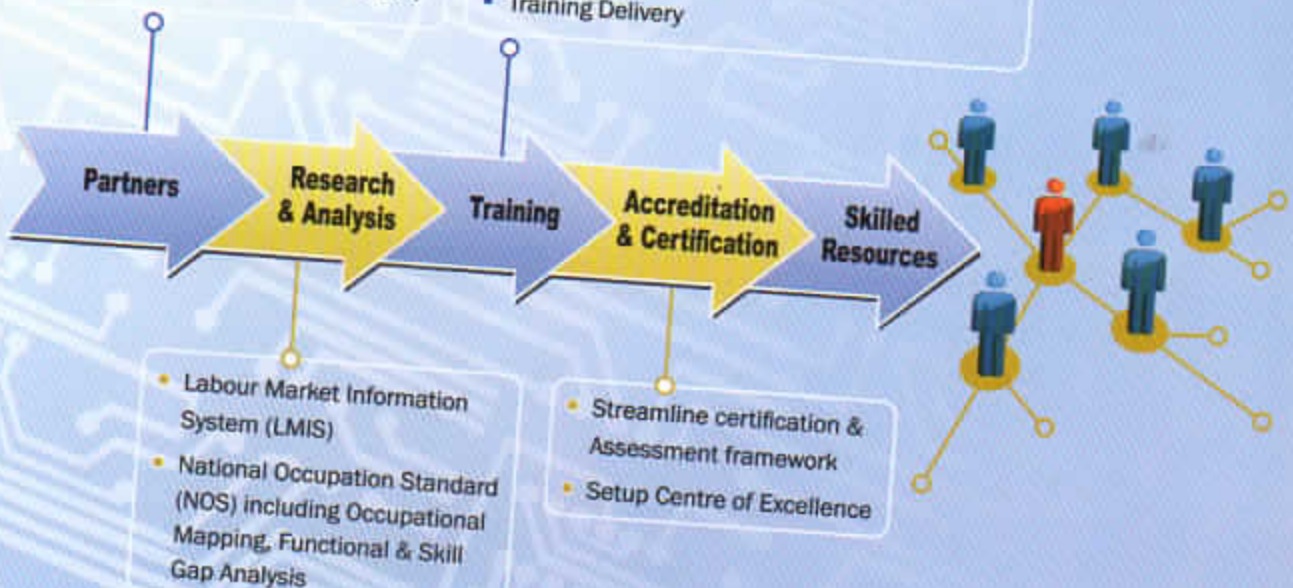 Training Delivery
Partners
Research
& Analysis
Training
Accreditation
& Certification
Skilled
Resources
• Labour Market Information
System (LMIS)
• National Occupation Standard
(NOS) including Occupational
Mapping, Functional & Skill
Gap Analysis
• Streamline certification &
Assessment framework
• Setup Centre of Excellence